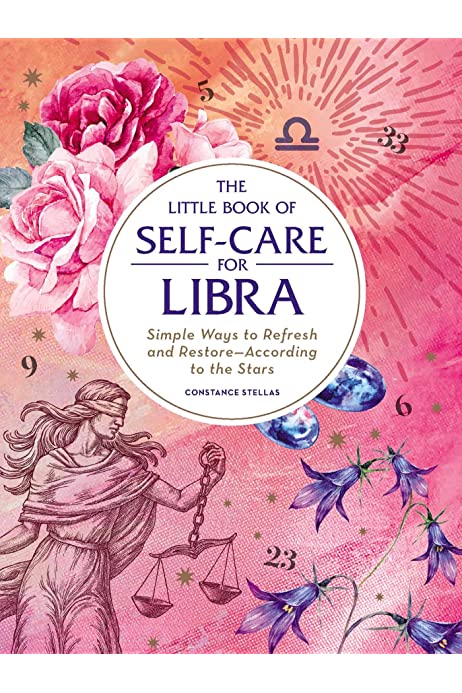 5
33
THE
LITTLE BOOK OF
SELF-CARE
FOR
LIBRA
Simple Ways to Refresh
and Restore—According
to the Stars
CONSTANCE STELLAS
9
6
23